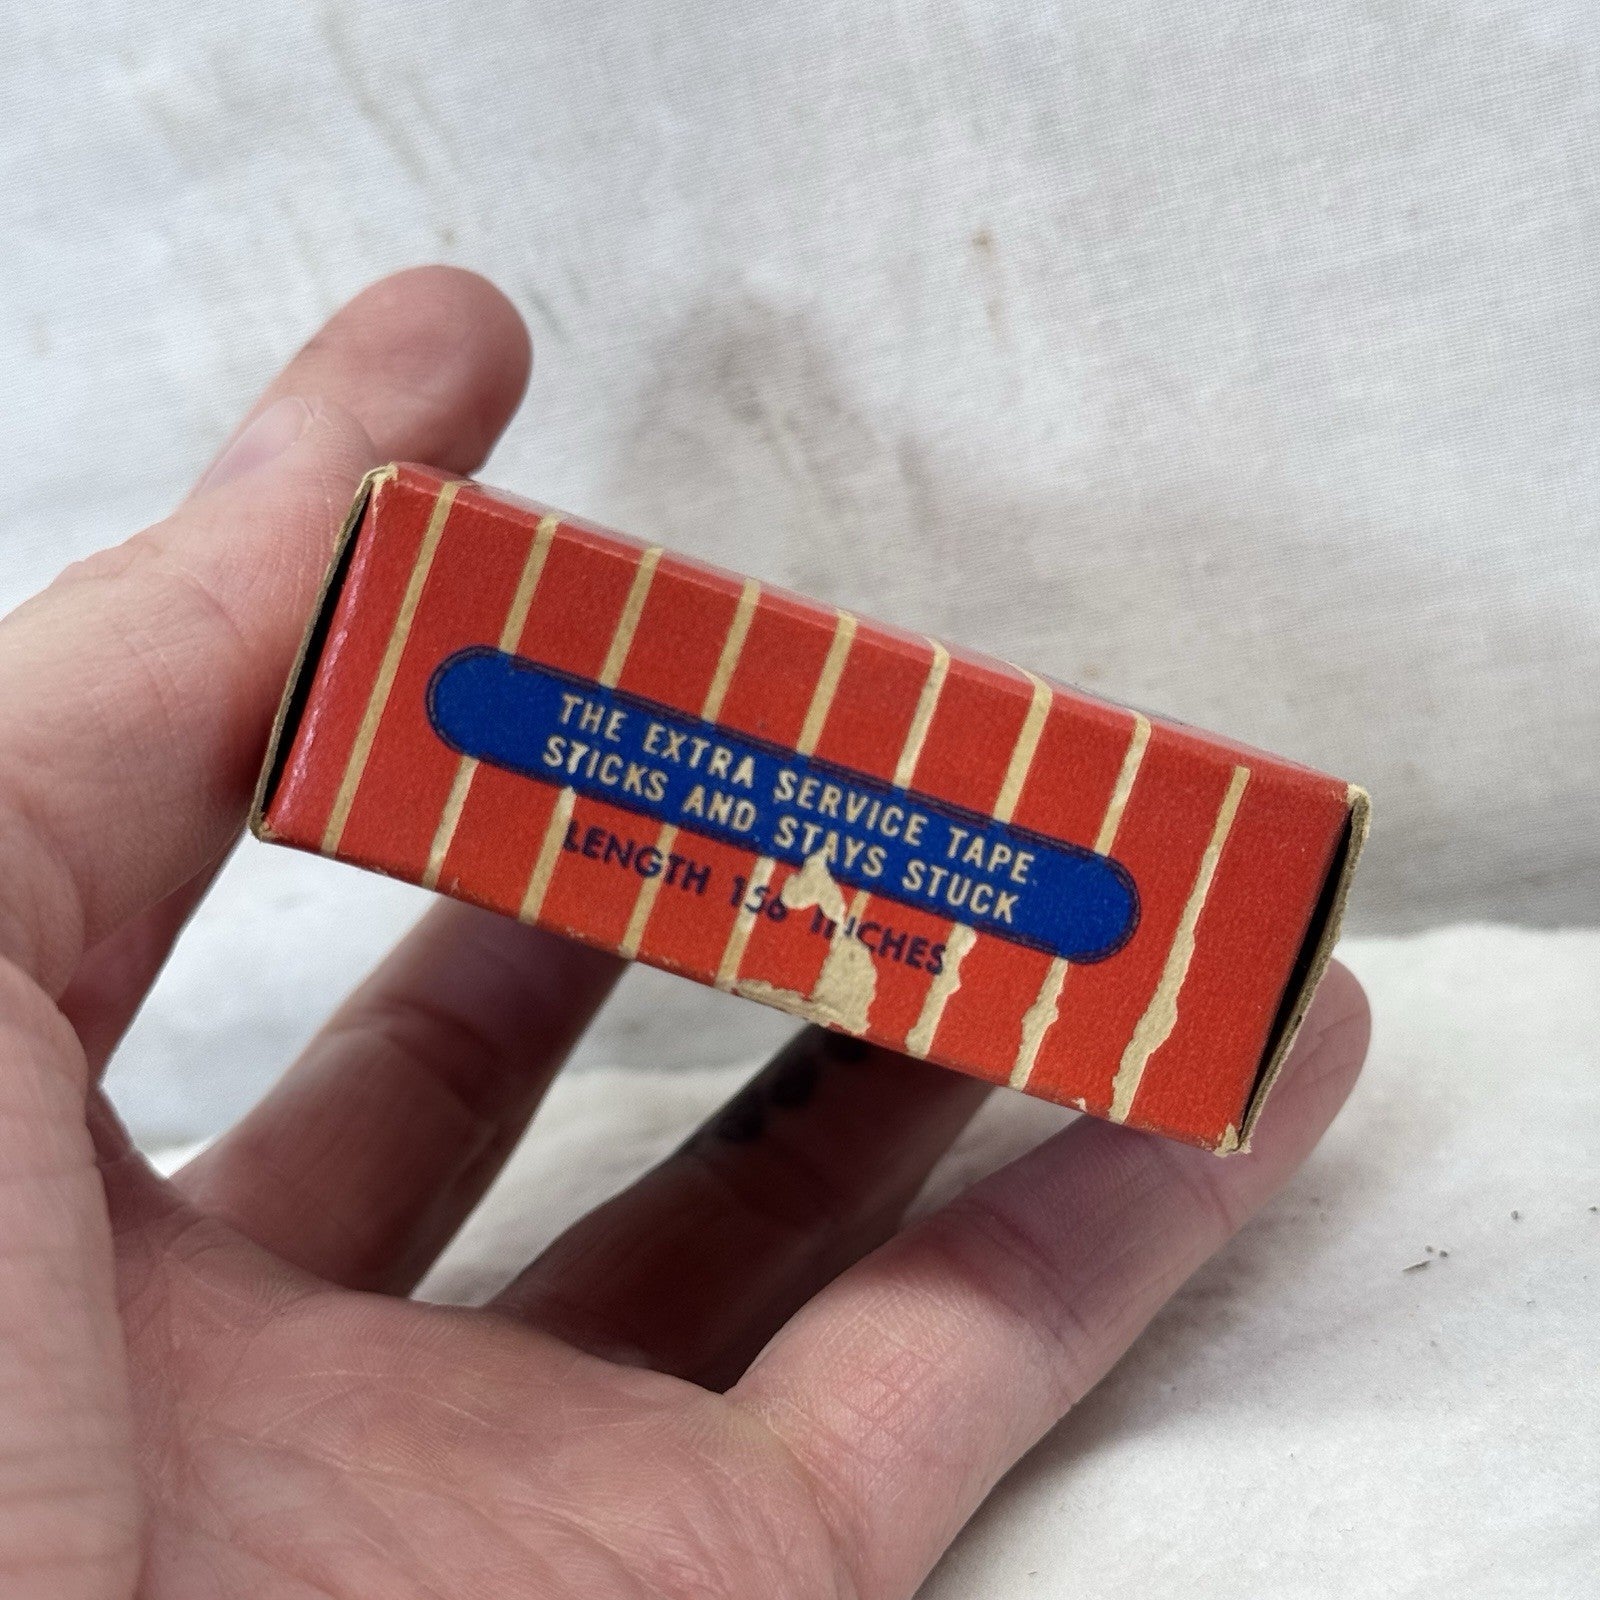 THE EXTRA SERVICE TAPE
STICKS AND STAYS STUCK
LENGTH 156 INCHES